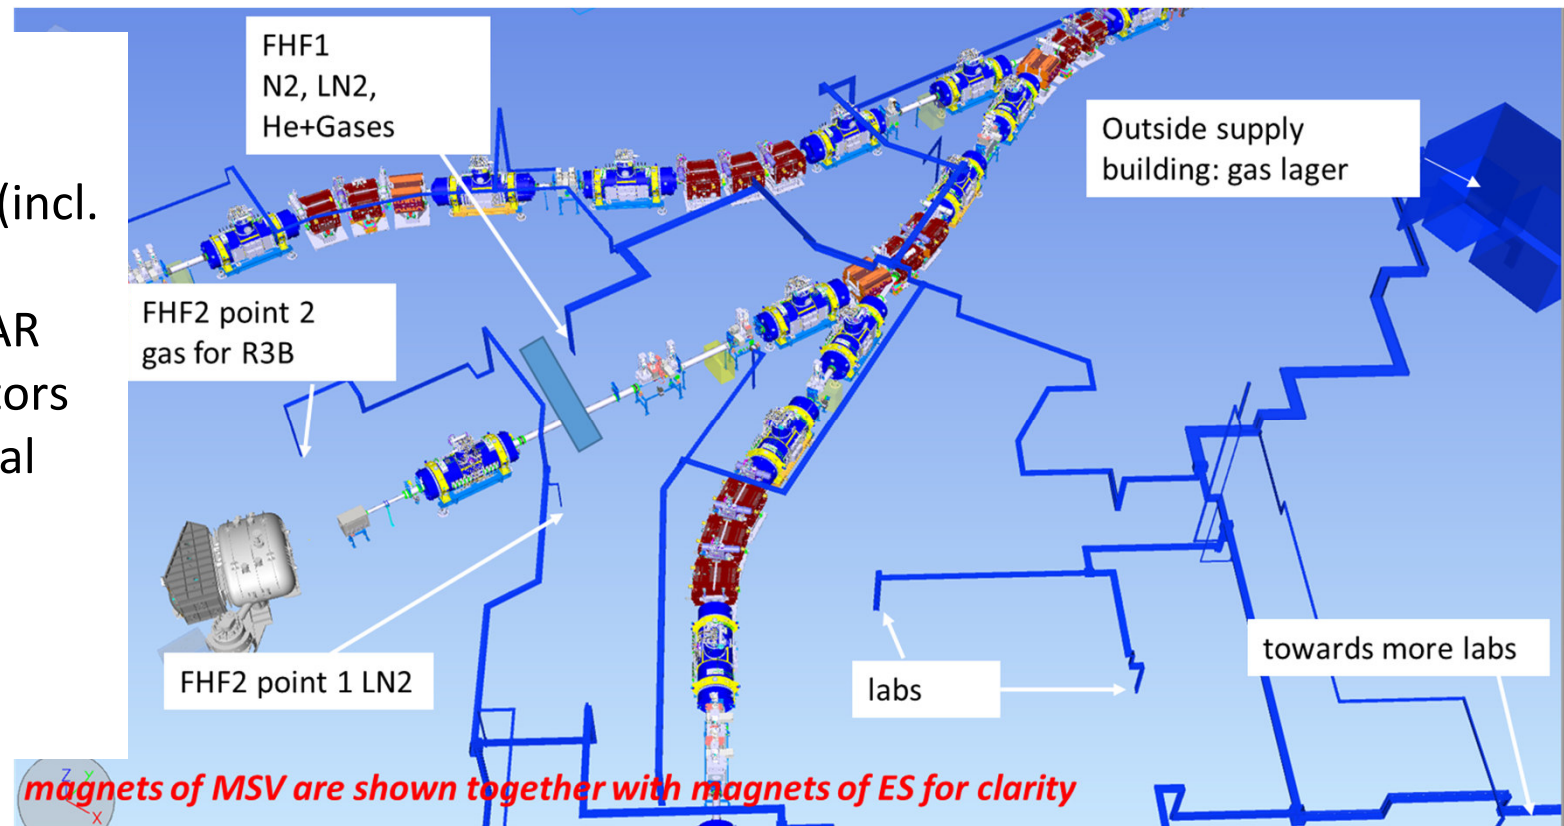 FHF1
N2, LN2,
He+Gases
Outside supply
building: gas lager
(incl.
FHF2 point 2
gas for R3B
AR
tors
al
FHF2 point 1 LN2
labs
towards more labs
Z Y
X
magnets of MSV are shown together with magnets of ES for clarity